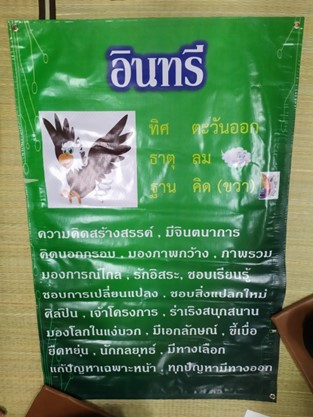 อินทรี
ทิศ ตะวันออก
ธาตุ ลม
ฐาน คิด (ขวา)
ความคิดสร้างสรรค์ . มีจินตนาการ
คิดนอกกรอบ . มองภาพกว้าง . ภาพรวม
มองการณ์ไกล . รักอิสระ. ชอบเรียนรู้
ชอบการเปลี่ยนแปลง . ชอบสิ่งแปลกใหม่
ศิลปิน . เจ้าโครงการ . ร่าเริงสนุกสนาน
มองโลกในแง่บวก . มีเอกลักษณ์ . ขี้เบื่อ
ยืดหยุ่น . นักกลยุทธ์ . มีทางเลือก
แก้ปัญหาเฉพาะหน้า . ทุกปัญหามีทางออก